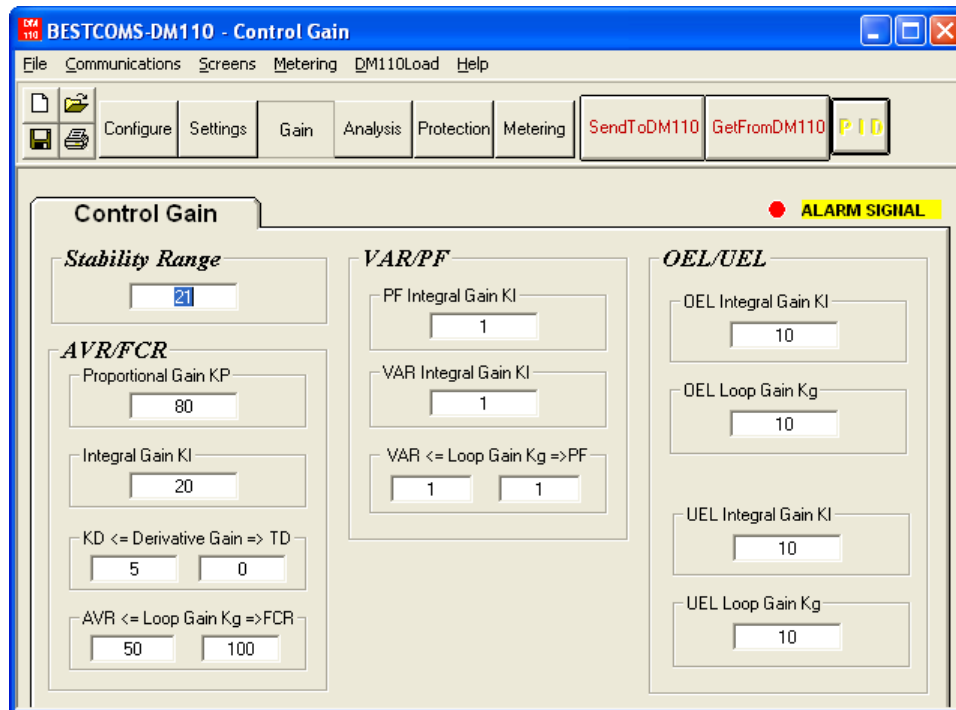 DM
110
BESTCOMS-DM110 - Control Gain
File Communications Screens Metering DM110Load Help
Configure Settings Gain Analysis Protection Metering SendToDM110 GetFromDM110 P I D
Control Gain
ALARM SIGNAL
Stability Range
21
AVR/FCR
Proportional Gain KP
80
Integral Gain KI
20
KD <= Derivative Gain => TD
5 0
AVR <= Loop Gain Kg =>FCR
50 100
VAR/PF
PF Integral Gain KI
1
VAR Integral Gain KI
1
VAR <= Loop Gain Kg =>PF
1 1
OEL/UEL
OEL Integral Gain KI
10
OEL Loop Gain Kg
10
UEL Integral Gain KI
10
UEL Loop Gain Kg
10